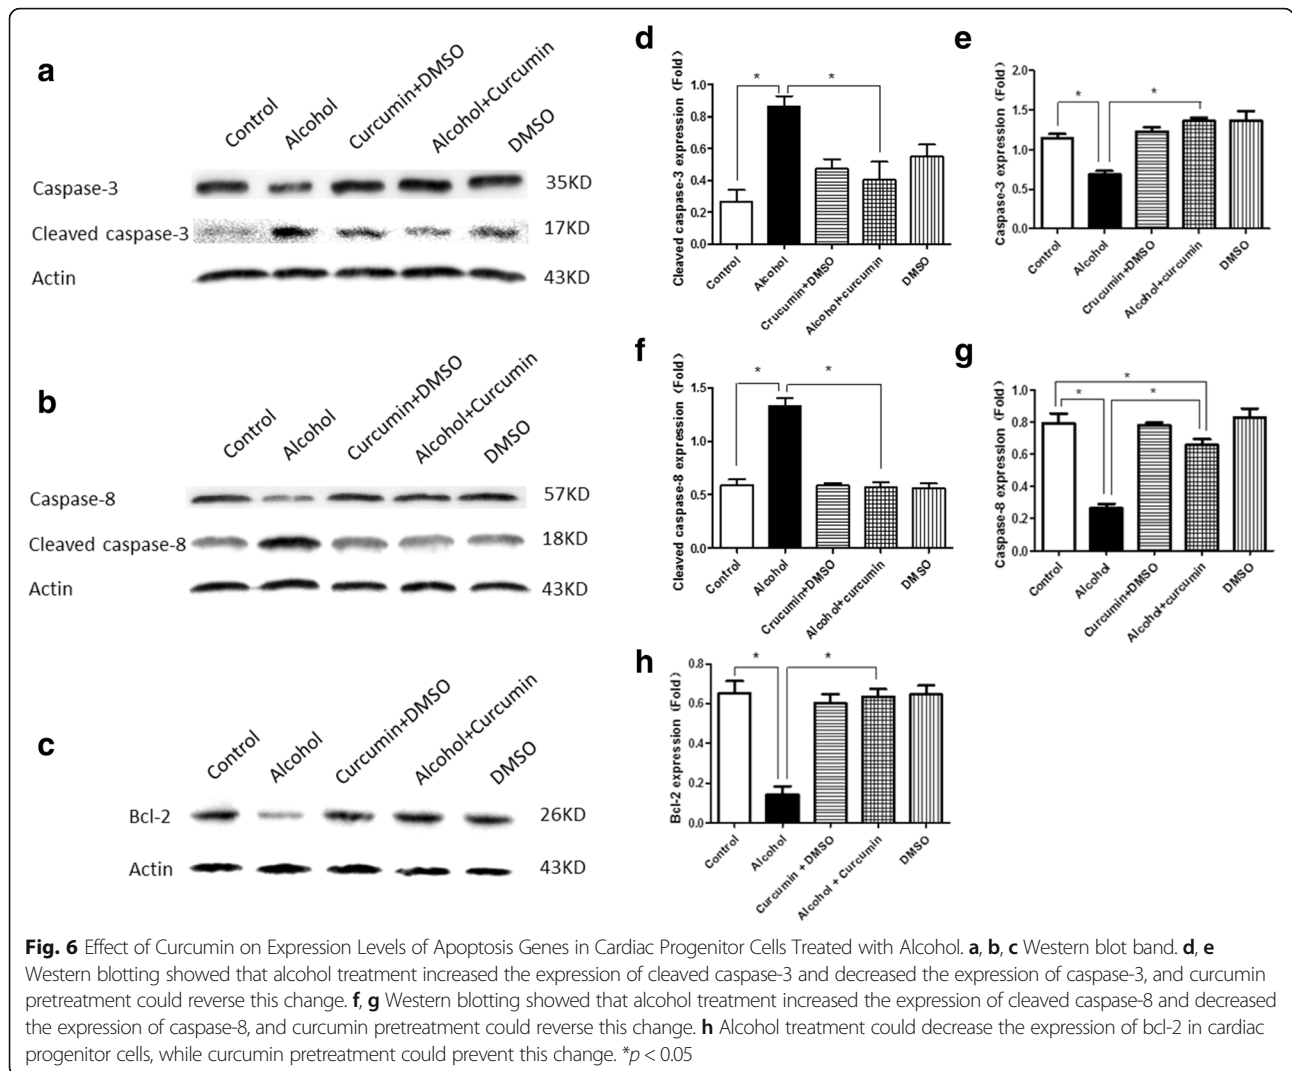 a
Control
Alcohol
Curcumin+DMSO
Alcohol+Curcumin
DMSO
Caspase-3
35KD
Cleaved caspase-3
17KD
Actin
43KD
b
Control
Alcohol
Curcumin+DMSO
Alcohol+Curcumin
DMSO
Caspase-8
57KD
Cleaved caspase-8
18KD
Actin
43KD
c
Control
Alcohol
Curcumin+DMSO
Alcohol+Curcumin
DMSO
Bcl-2
26KD
Actin
43KD
d
Cleaved caspase-3 expression (Fold)
1.0
0.8
0.6
0.4
0.2
0.0
*
*
Control
Alcohol
Crucumin+DMSO
Alcohol+curcumin
DMSO
e
Caspase-3 expression (Fold)
2.0
1.5
1.0
0.5
0.0
*
*
Control
Alcohol
Crucumin+DMSO
Alcohol+curcumin
DMSO
f
Cleaved caspase-8 expression (Fold)
1.5
1.0
0.5
0.0
*
*
Control
Alcohol
Crucumin+DMSO
Alcohol+curcumin
DMSO
g
Caspase-8 expression (Fold)
1.0
0.8
0.6
0.4
0.2
0.0
*
*
*
Control
Alcohol
Curcumin+DMSO
Alcohol+curcumin
DMSO
h
Bcl-2 expression (Fold)
0.8
0.6
0.4
0.2
0.0
*
*
Control
Alcohol
Curcumin + DMSO
Alcohol + Curcumin
DMSO
Fig. 6 Effect of Curcumin on Expression Levels of Apoptosis Genes in Cardiac Progenitor Cells Treated with Alcohol. a, b, c Western blot band. d, e
Western blotting showed that alcohol treatment increased the expression of cleaved caspase-3 and decreased the expression of caspase-3, and curcumin
pretreatment could reverse this change. f, g Western blotting showed that alcohol treatment increased the expression of cleaved caspase-8 and decreased
the expression of caspase-8, and curcumin pretreatment could reverse this change. h Alcohol treatment could decrease the expression of bcl-2 in cardiac
progenitor cells, while curcumin pretreatment could prevent this change. *p < 0.05